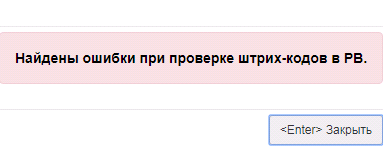 Найдены ошибки при проверке штрих-кодов в РВ.
<Enter> Закрыть